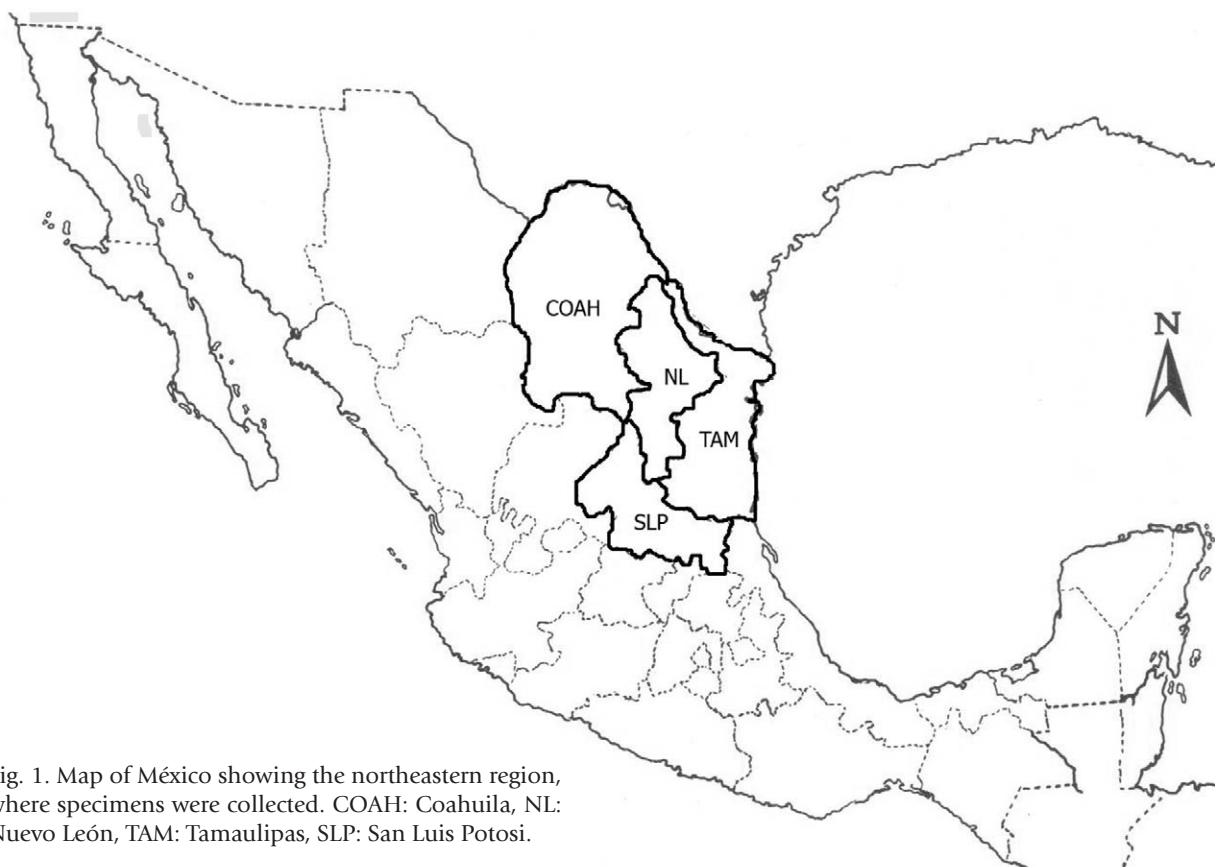 N
COAH
NL
TAM
SLP
ig. 1. Map of México showing the northeastern region,
where specimens were collected. COAH: Coahuila, NL:
Nuevo León, TAM: Tamaulipas, SLP: San Luis Potosi.